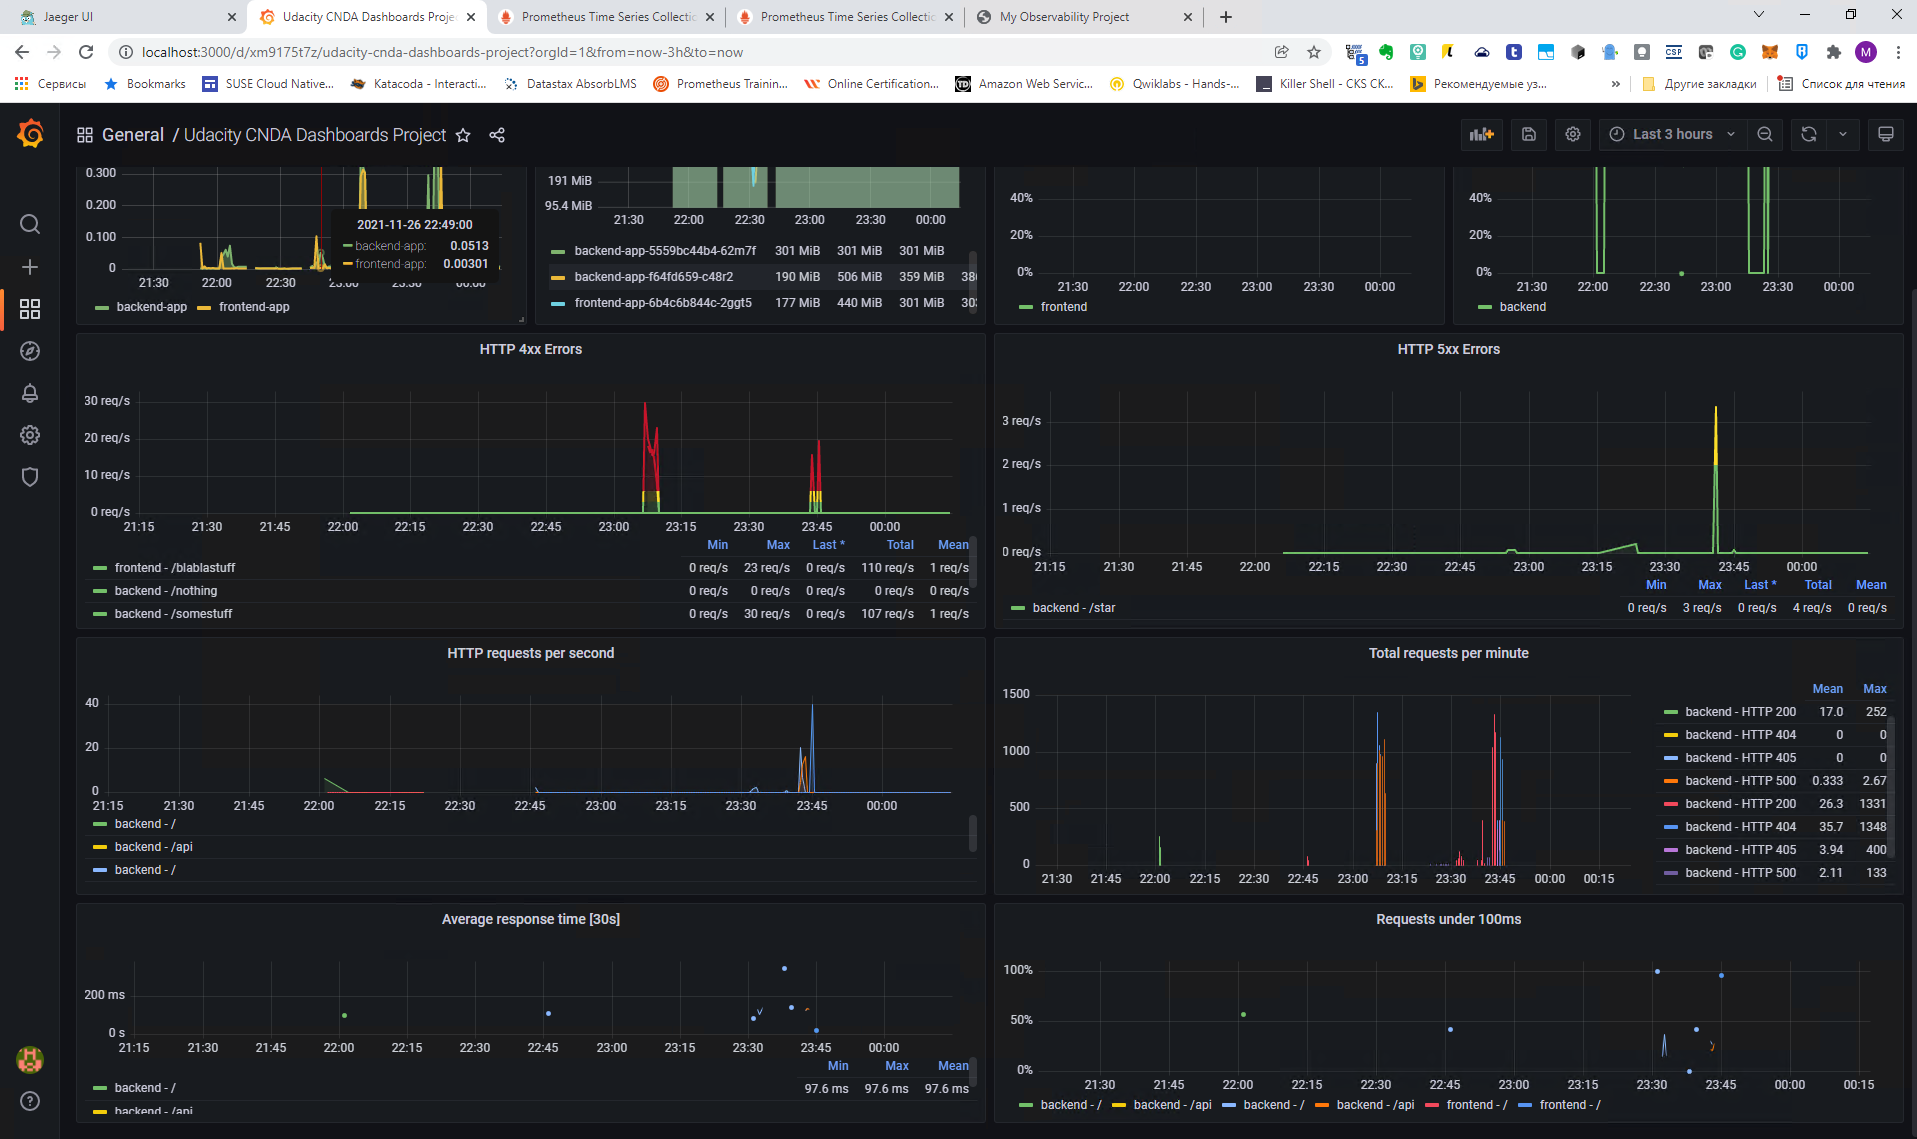 Jaeger UI
Udacity CNDA Dashboards Projec
Prometheus Time Series Collectic
Prometheus Time Series Collectic
My Observability Project
localhost:3000/d/xm9175t7z/udacity-cnda-dashboards-project?orgId=1&from=now-3h&to=now
5
M
Сервисы
Bookmarks
SUSE Cloud Native...
Katacoda - Interacti...
Datastax AbsorbLMS
Prometheus Trainin...
Online Certification...
Amazon Web Servic...
Qwiklabs - Hands-...
Killer Shell - CKS CK...
Рекомендуемые уз...
»
Другие закладки
Список для чтения
General / Udacity CNDA Dashboards Project
Last 3 hours
0.300
0.200
0.100
0
21:30 22:00 22:30 23:00 23:30 00:00
2021-11-26 22:49:00
backend-app: 0.0513
frontend-app: 0.00301
backend-app frontend-app
191 MiB
95.4 MiB
21:30 22:00 22:30 23:00 23:30 00:00
backend-app-5559bc44b4-62m7f 301 MiB 301 MiB 301 MiB
backend-app-f64fd659-c48r2 190 MiB 506 MiB 359 MiB 38
frontend-app-6b4c6b844c-2ggt5 177 MiB 440 MiB 301 MiB 30
40%
20%
0%
21:30 22:00 22:30 23:00 23:30 00:00
frontend
40%
20%
0%
21:30 22:00 22:30 23:00 23:30 00:00
backend
HTTP 4xx Errors
30 req/s
20 req/s
10 req/s
0 req/s
21:15 21:30 21:45 22:00 22:15 22:30 22:45 23:00 23:15 23:30 23:45 00:00
Min Max Last * Total Mean
frontend - /blablastuff 0 req/s 23 req/s 0 req/s 110 req/s 1 req/s
backend - /nothing 0 req/s 0 req/s 0 req/s 0 req/s 0 req/s
backend - /somestuff 0 req/s 30 req/s 0 req/s 107 req/s 1 req/s
HTTP 5xx Errors
3 req/s
2 req/s
1 req/s
0 req/s
21:15 21:30 21:45 22:00 22:15 22:30 22:45 23:00 23:15 23:30 23:45 00:00
Min Max Last * Total Mean
backend - /star 0 req/s 3 req/s 0 req/s 4 req/s 0 req/s
HTTP requests per second
40
20
0
21:15 21:30 21:45 22:00 22:15 22:30 22:45 23:00 23:15 23:30 23:45 00:00
backend - /
backend - /api
backend - /
Total requests per minute
1500
1000
500
0
21:30 21:45 22:00 22:15 22:30 22:45 23:00 23:15 23:30 23:45 00:00 00:15
Mean Max
backend - HTTP 200 17.0 252
backend - HTTP 404 0 0
backend - HTTP 405 0 0
backend - HTTP 500 0.333 2.67
backend - HTTP 200 26.3 1331
backend - HTTP 404 35.7 1348
backend - HTTP 405 3.94 400
backend - HTTP 500 2.11 133
Average response time [30s]
200 ms
0 s
21:15 21:30 21:45 22:00 22:15 22:30 22:45 23:00 23:15 23:30 23:45 00:00
Min Max Mean
backend - / 97.6 ms 97.6 ms 97.6 ms
backend - /api
Requests under 100ms
100%
50%
0%
21:30 21:45 22:00 22:15 22:30 22:45 23:00 23:15 23:30 23:45 00:00 00:15
backend - / backend - /api backend - / backend - /api frontend - / frontend - /